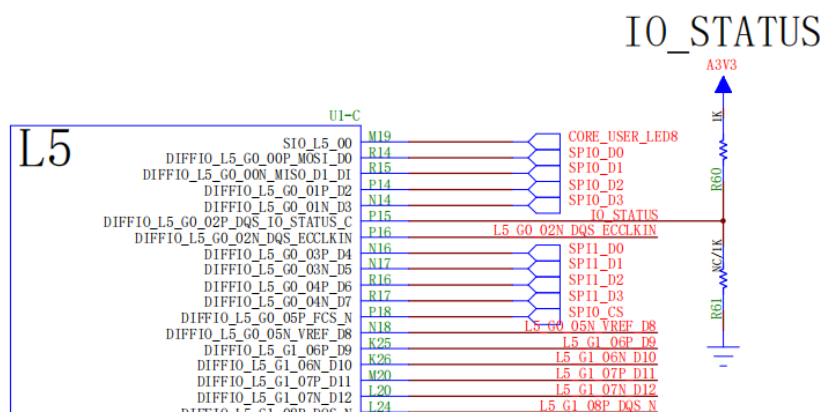 IO_STATUS
A3V3
1K
R60
NC/1K
R61
U1-C
L5
SIO_L5_00 M19 CORE_USER_LED8
DIFFIO_L5_G0_00P_MOSI_D0 R14 SPI0_D0
DIFFIO_L5_G0_00N_MISO_D1_DI R15 SPI0_D1
DIFFIO_L5_G0_01P_D2 P14 SPI0_D2
DIFFIO_L5_G0_01N_D3 N14 SPI0_D3
DIFFIO_L5_G0_02P_DQS_IO_STATUS_C P15 IO_STATUS
DIFFIO_L5_G0_02N_DQS_ECCLKIN P16 L5_G0_02N_DQS_ECCLKIN
DIFFIO_L5_G0_03P_D4 N16 SPI1_D0
DIFFIO_L5_G0_03N_D5 N17 SPI1_D1
DIFFIO_L5_G0_04P_D6 R16 SPI1_D2
DIFFIO_L5_G0_04N_D7 R17 SPI1_D3
DIFFIO_L5_G0_05P_FCS_N P18 SPI0_CS
DIFFIO_L5_G0_05N_VREF_D8 N18 L5_G0_05N_VREF_D8
DIFFIO_L5_G1_06P_D9 K25 L5_G1_06P_D9
DIFFIO_L5_G1_06N_D10 K26 L5_G1_06N_D10
DIFFIO_L5_G1_07P_D11 M20 L5_G1_07P_D11
DIFFIO_L5_G1_07N_D12 L20 L5_G1_07N_D12
DIFFIO_L5_G1_08P_DQS_N L24 L5_G1_08P_DQS_N